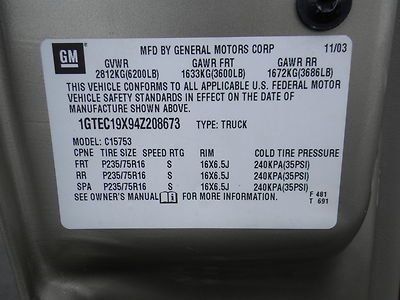 GM
MFD BY GENERAL MOTORS CORP 11/03
GVWR GAWR FRT GAWR RR
2812KG(6200LB) 1633KG(3600LB) 1672KG(3686LB)
THIS VEHICLE CONFORMS TO ALL APPLICABLE U.S. FEDERAL MOTOR
VEHICLE SAFETY STANDARDS IN EFFECT ON THE DATE OF
MANUFACTURE SHOWN ABOVE.
1GTEC19X94Z208673 TYPE: TRUCK
MODEL: C15753
CPNE TIRE SIZE SPEED RTG RIM COLD TIRE PRESSURE
FRT P235/75R16 S 16X6.5J 240KPA(35PSI)
RR P235/75R16 S 16X6.5J 240KPA(35PSI)
SPA P235/75R16 S 16X6.5J 240KPA(35PSI)
SEE OWNER'S MANUAL i FOR MORE INFORMATION. F 481
T 691